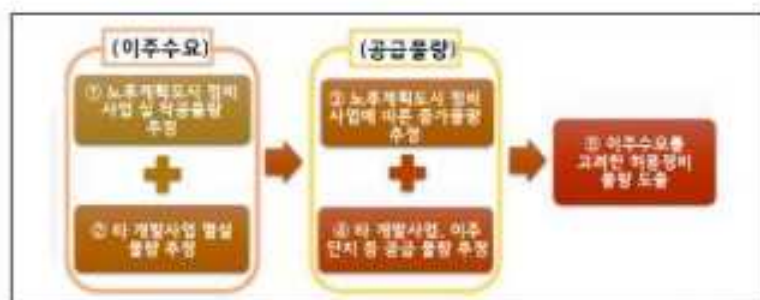 (이주수요)
① 노후계획도시 정비
사업 실 착공물량
추정
② 타 개발사업 멸실
물량 추정
(공급물량)
③ 노후계획도시 정비
사업에 따른 증가물량
추정
④ 타 개발사업, 이주
단지 등 공급 물량 추정
⑤ 이주수요를
고려한 허용정비
물량 도출